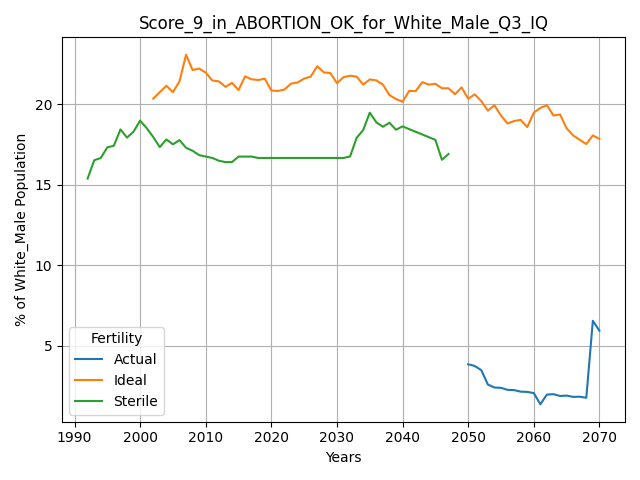 Score_9_in_ABORTION_OK_for_White_Male_Q3_IQ
% of White_Male Population
20
15
10
5
Fertility
Actual
Ideal
Sterile
1990 2000 2010 2020 2030 2040 2050 2060 2070
Years